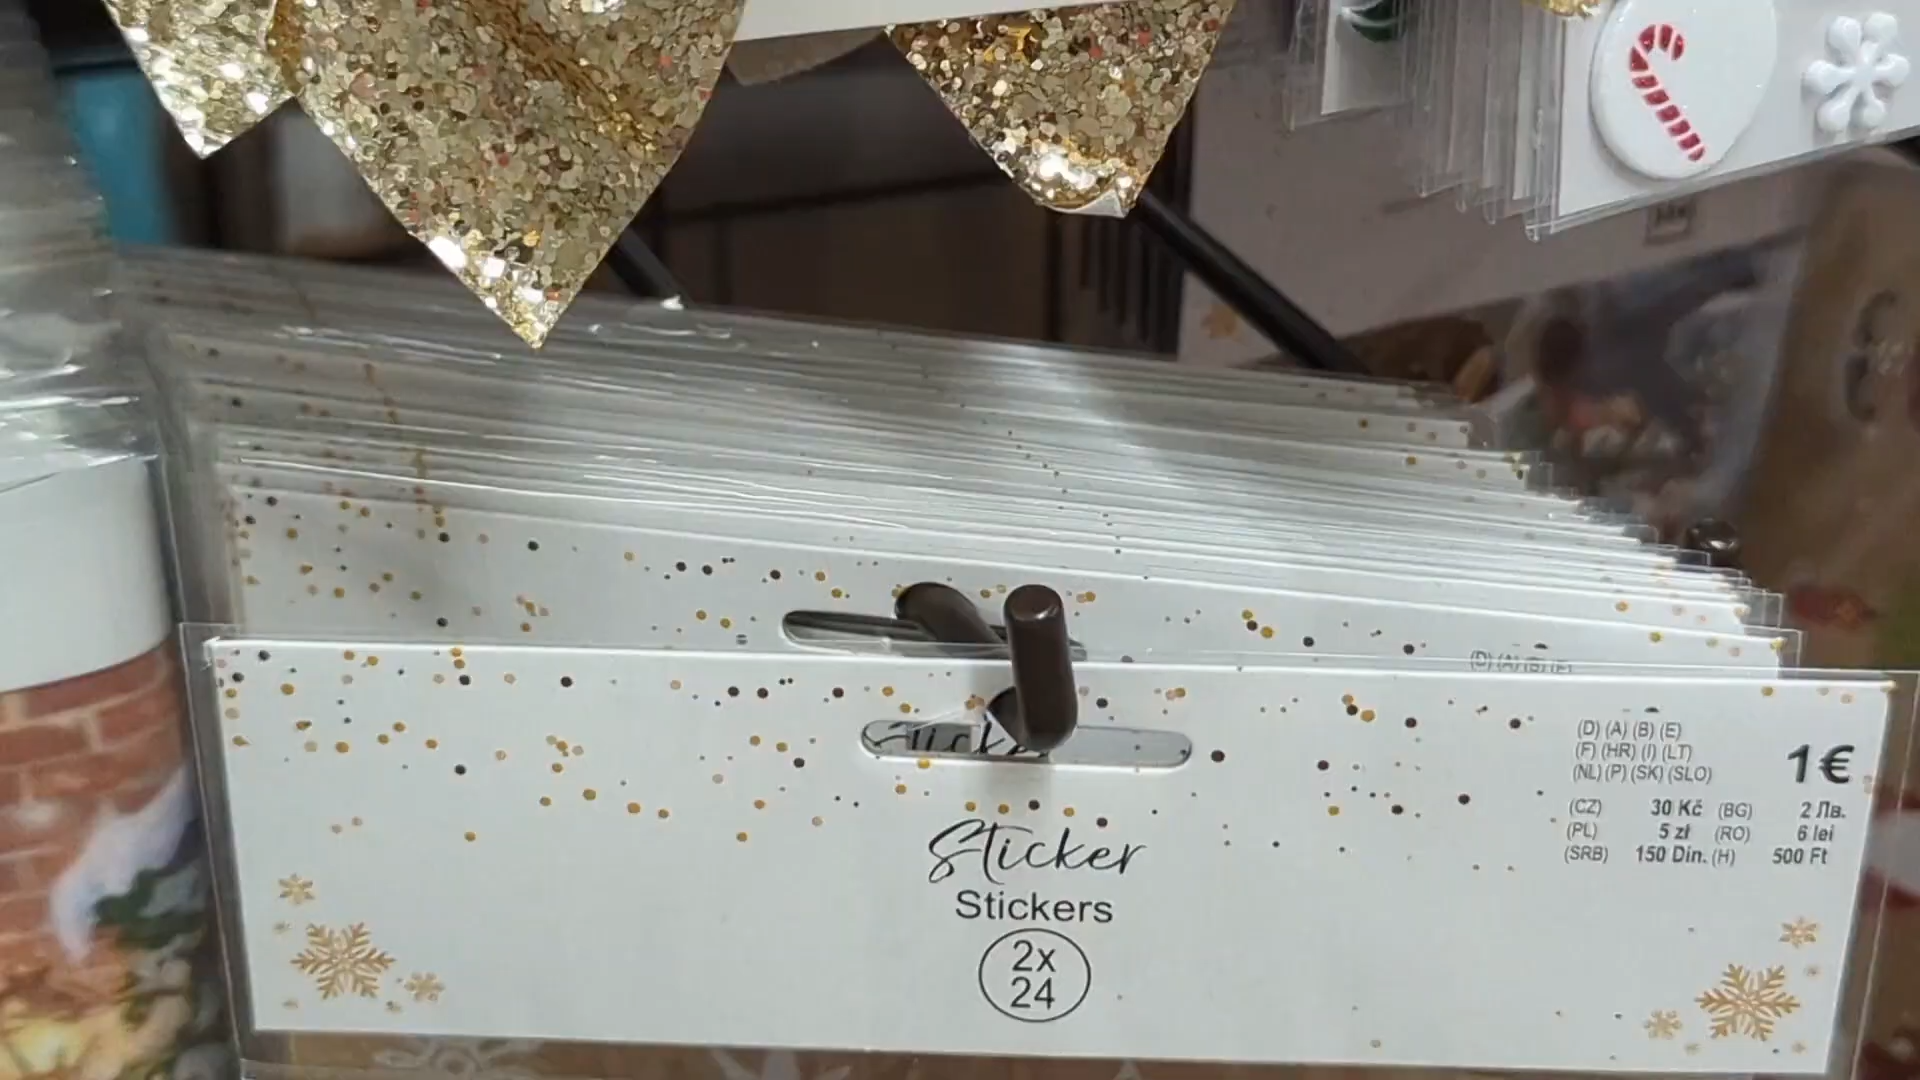 Sticker
Stickers
2x
24
(D) (A) (B) (E)
(F) (HR) (I) (LT)
(NL) (P) (SK) (SLO)
1€
(CZ) 30 Kč (BG) 2 Лв.
(PL) 5 zł (RO) 6 lei
(SRB) 150 Din. (H) 500 Ft